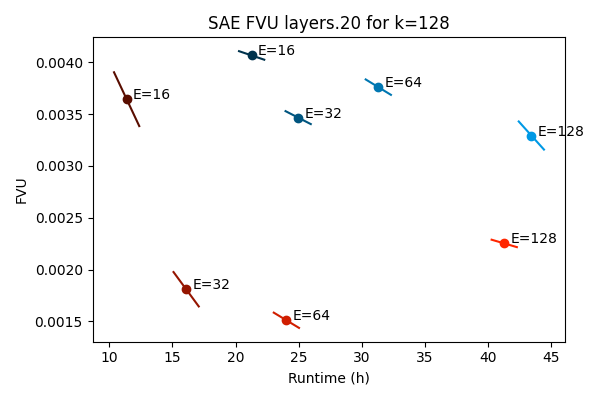 SAE FVU layers.20 for k=128
FVU
0.0040
0.0035
0.0030
0.0025
0.0020
0.0015
E=16
E=16
E=64
E=32
E=128
E=128
E=32
E=64
10 15 20 25 30 35 40 45
Runtime (h)